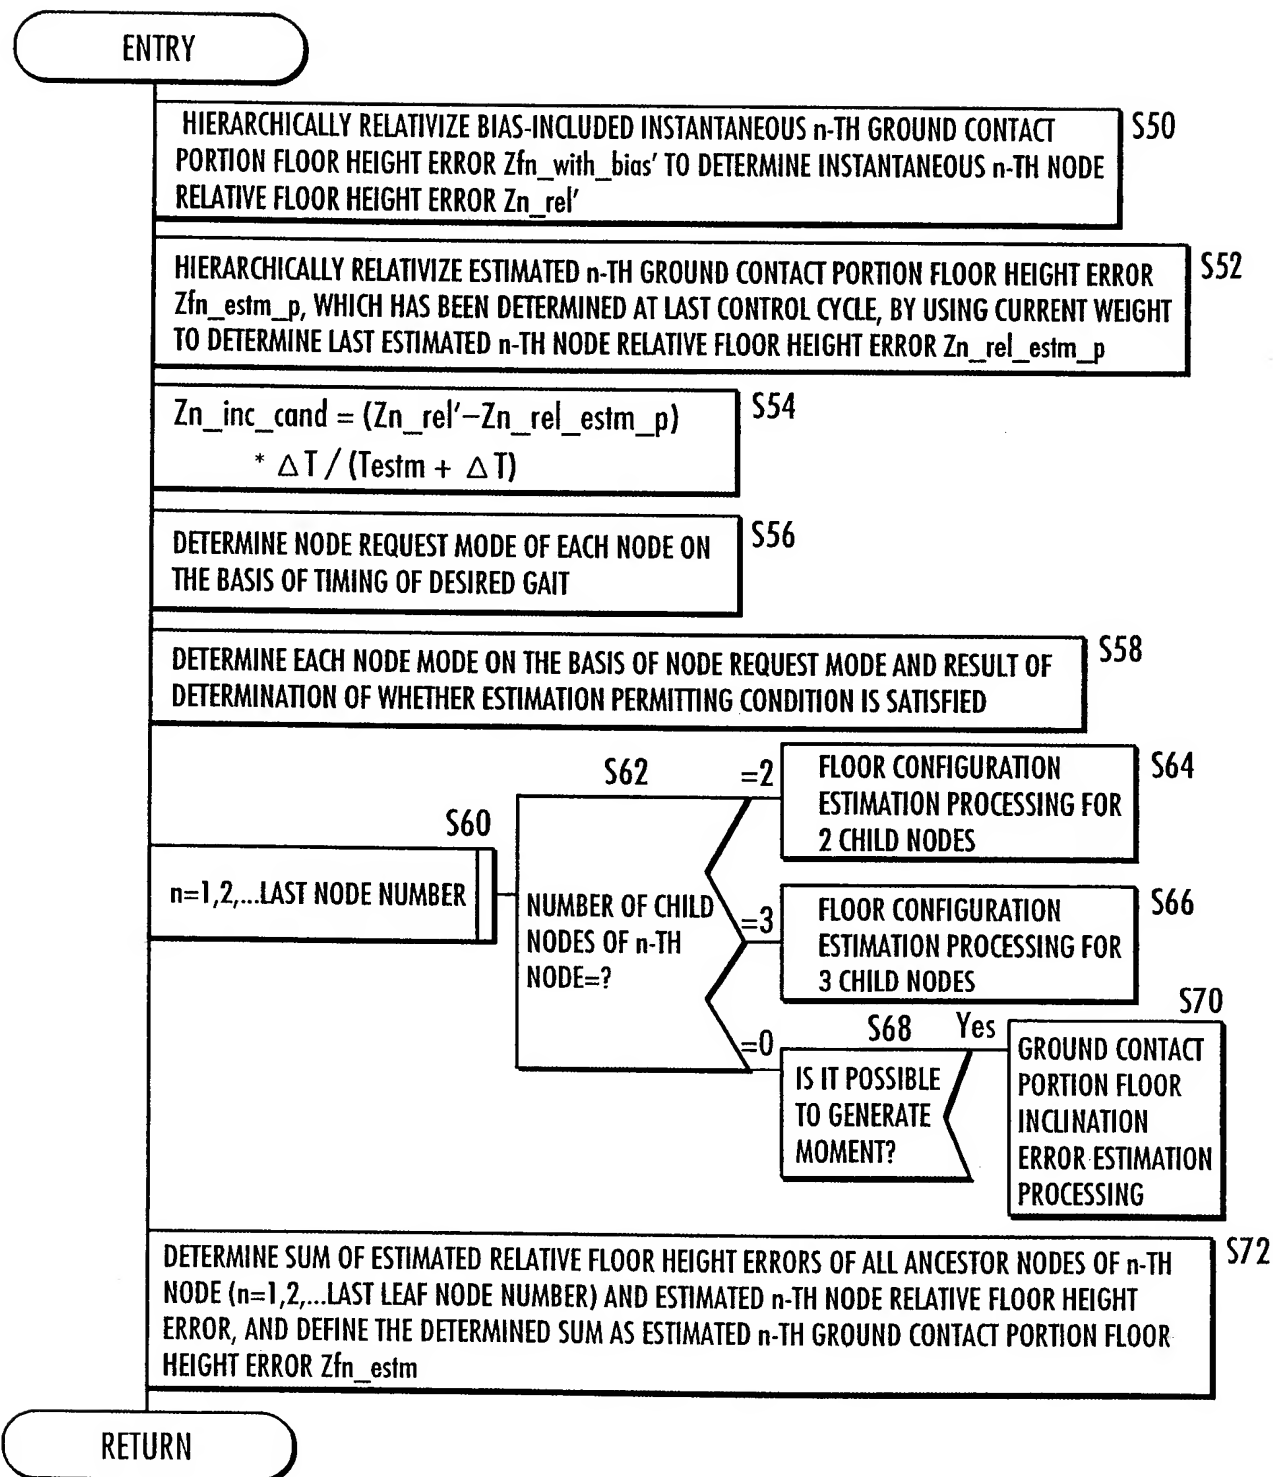 ENTRY
HIERARCHICALLY RELATIVIZE BIAS-INCLUDED INSTANTANEOUS n-TH GROUND CONTACT
PORTION FLOOR HEIGHT ERROR Zfn_with_bias' TO DETERMINE INSTANTANEOUS n-TH NODE
RELATIVE FLOOR HEIGHT ERROR Zn_rel'
S50
HIERARCHICALLY RELATIVIZE ESTIMATED n-TH GROUND CONTACT PORTION FLOOR HEIGHT ERROR
Zfn_estm_p, WHICH HAS BEEN DETERMINED AT LAST CONTROL CYCLE, BY USING CURRENT WEIGHT
TO DETERMINE LAST ESTIMATED n-TH NODE RELATIVE FLOOR HEIGHT ERROR Zn_rel_estm_p
S52
Zn_inc_cand = (Zn_rel'−Zn_rel_estm_p)
* △T / (Testm + △T)
S54
DETERMINE NODE REQUEST MODE OF EACH NODE ON
THE BASIS OF TIMING OF DESIRED GAIT
S56
DETERMINE EACH NODE MODE ON THE BASIS OF NODE REQUEST MODE AND RESULT OF
DETERMINATION OF WHETHER ESTIMATION PERMITTING CONDITION IS SATISFIED
S58
S60
n=1,2,...LAST NODE NUMBER
S62
NUMBER OF CHILD
NODES OF n-TH
NODE=?
=2
FLOOR CONFIGURATION
ESTIMATION PROCESSING FOR
2 CHILD NODES
S64
=3
FLOOR CONFIGURATION
ESTIMATION PROCESSING FOR
3 CHILD NODES
S66
=0
S68
IS IT POSSIBLE
TO GENERATE
MOMENT?
Yes
S70
GROUND CONTACT
PORTION FLOOR
INCLINATION
ERROR ESTIMATION
PROCESSING
DETERMINE SUM OF ESTIMATED RELATIVE FLOOR HEIGHT ERRORS OF ALL ANCESTOR NODES OF n-TH
NODE (n=1,2,...LAST LEAF NODE NUMBER) AND ESTIMATED n-TH NODE RELATIVE FLOOR HEIGHT
ERROR, AND DEFINE THE DETERMINED SUM AS ESTIMATED n-TH GROUND CONTACT PORTION FLOOR
HEIGHT ERROR Zfn_estm
S72
RETURN